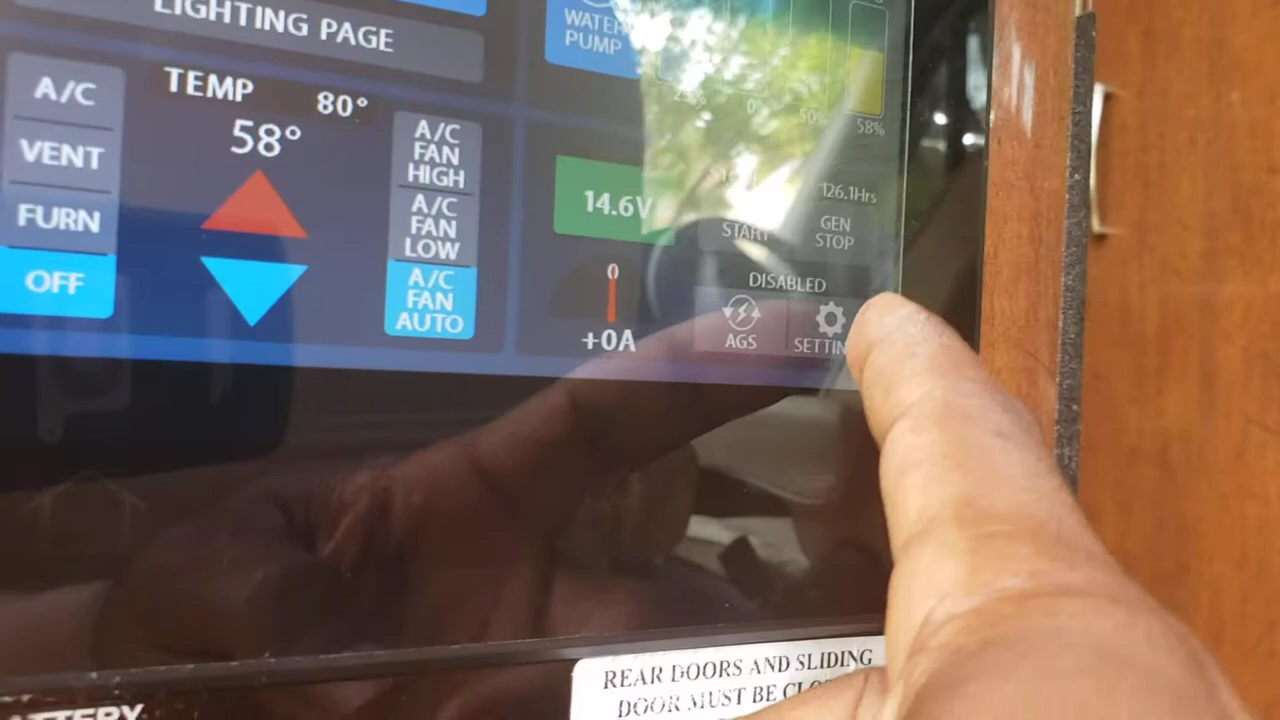 LIGHTING PAGE
WATER
PUMP
A/C
VENT
FURN
OFF
TEMP
80°
58°
A/C
FAN
HIGH
A/C
FAN
LOW
A/C
FAN
AUTO
14.6V
+0A
0%
50%
58%
126.1Hrs
START
GEN
STOP
DISABLED
AGS
SETTIN
REAR DOORS AND SLIDING
DOOR MUST BE